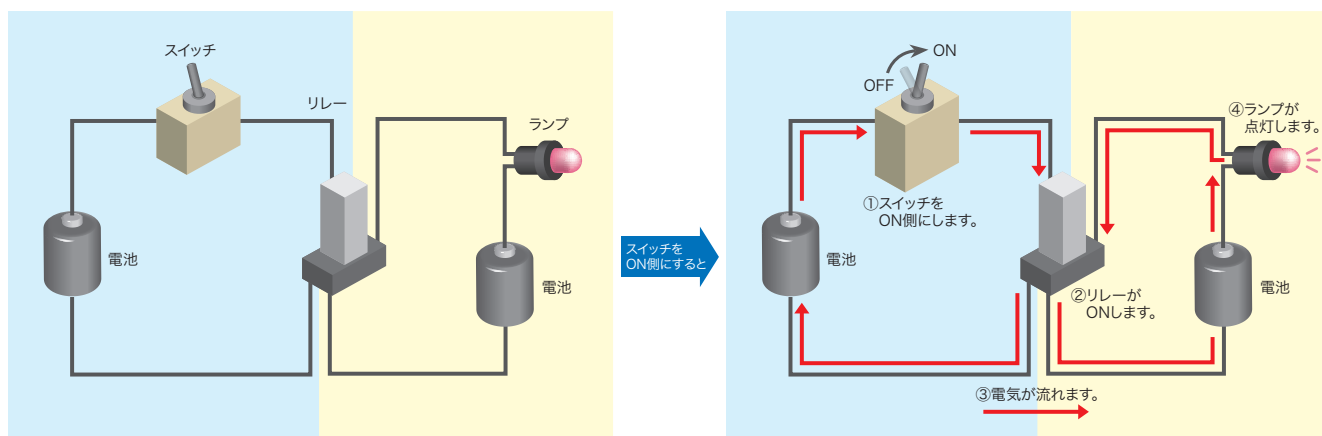 スイッチ
リレー
ランプ
電池
電池
スイッチを
ON側にすると
ON
OFF
①スイッチを
ON側にします。
電池
②リレーが
ONします。
③電気が流れます。
④ランプが
点灯します。
電池